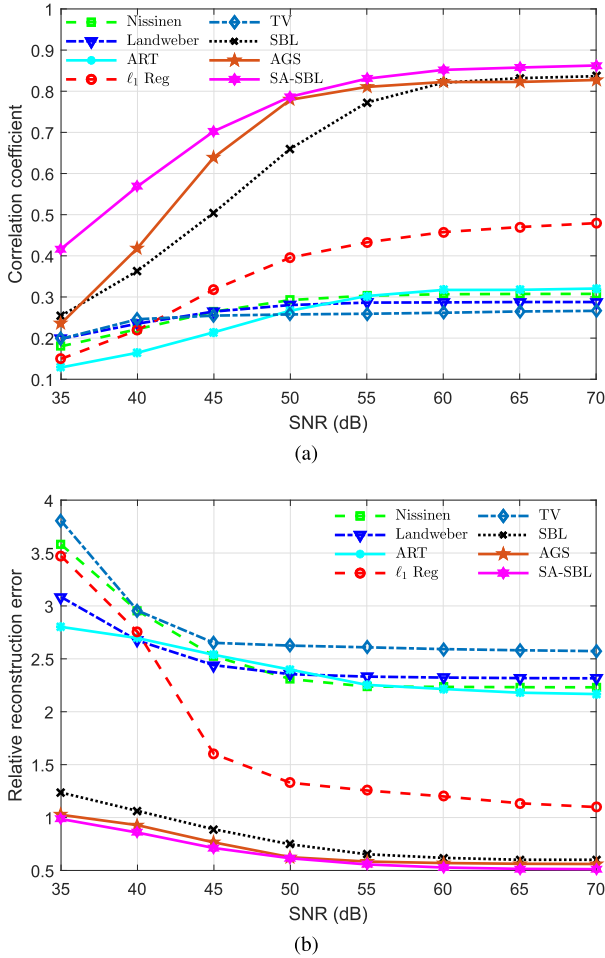 1
0.9
0.8
0.7
0.6
0.5
0.4
0.3
0.2
0.1
Correlation coefficient
Nissinen
Landweber
ART
ℓ₁ Reg
TV
SBL
AGS
SA-SBL
35 40 45 50 55 60 65 70
SNR (dB)
(a)
4
3.5
3
2.5
2
1.5
1
0.5
Relative reconstruction error
Nissinen
Landweber
ART
ℓ₁ Reg
TV
SBL
AGS
SA-SBL
35 40 45 50 55 60 65 70
SNR (dB)
(b)